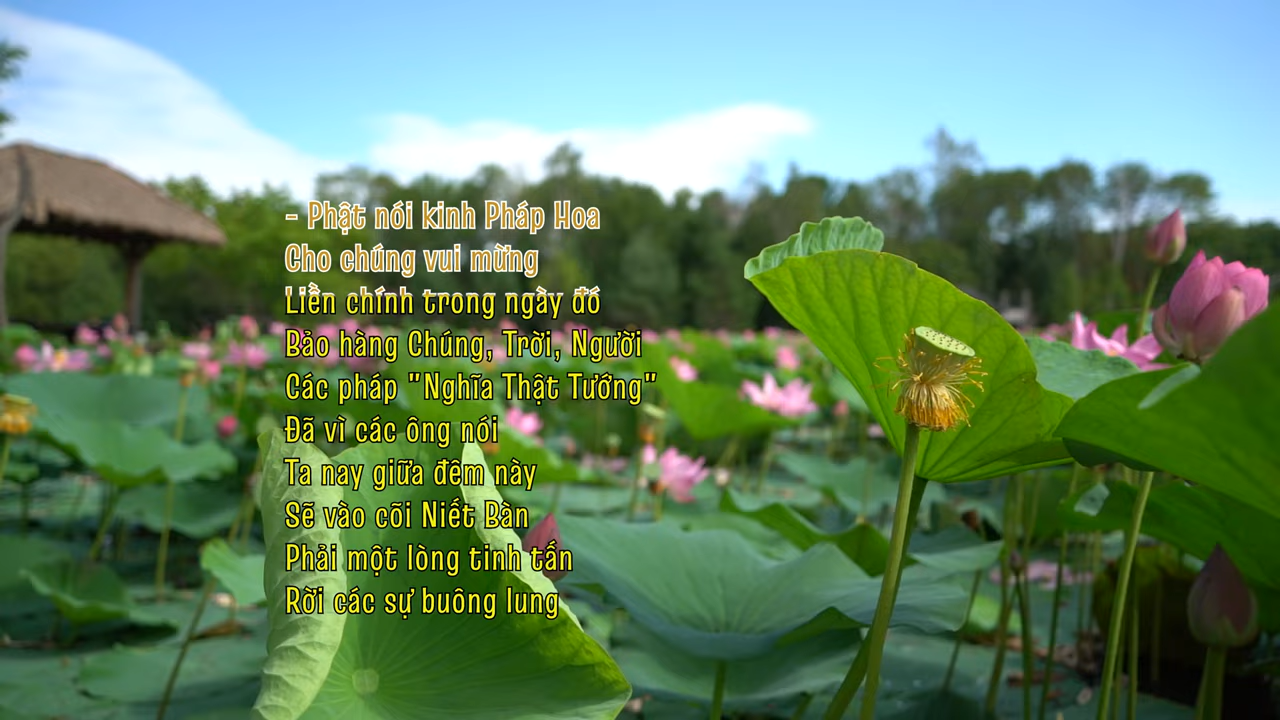 - Phật nói kinh Pháp Hoa
Cho chúng vui mừng
Liền chính trong ngày đó
Bảo hàng Chúng, Trời, Người
Các pháp "Nghĩa Thật Tướng"
Đã vì các ông nói
Ta nay giữa đêm này
Sẽ vào cõi Niết Bàn
Phải một lòng tinh tấn
Rời các sự buông lung